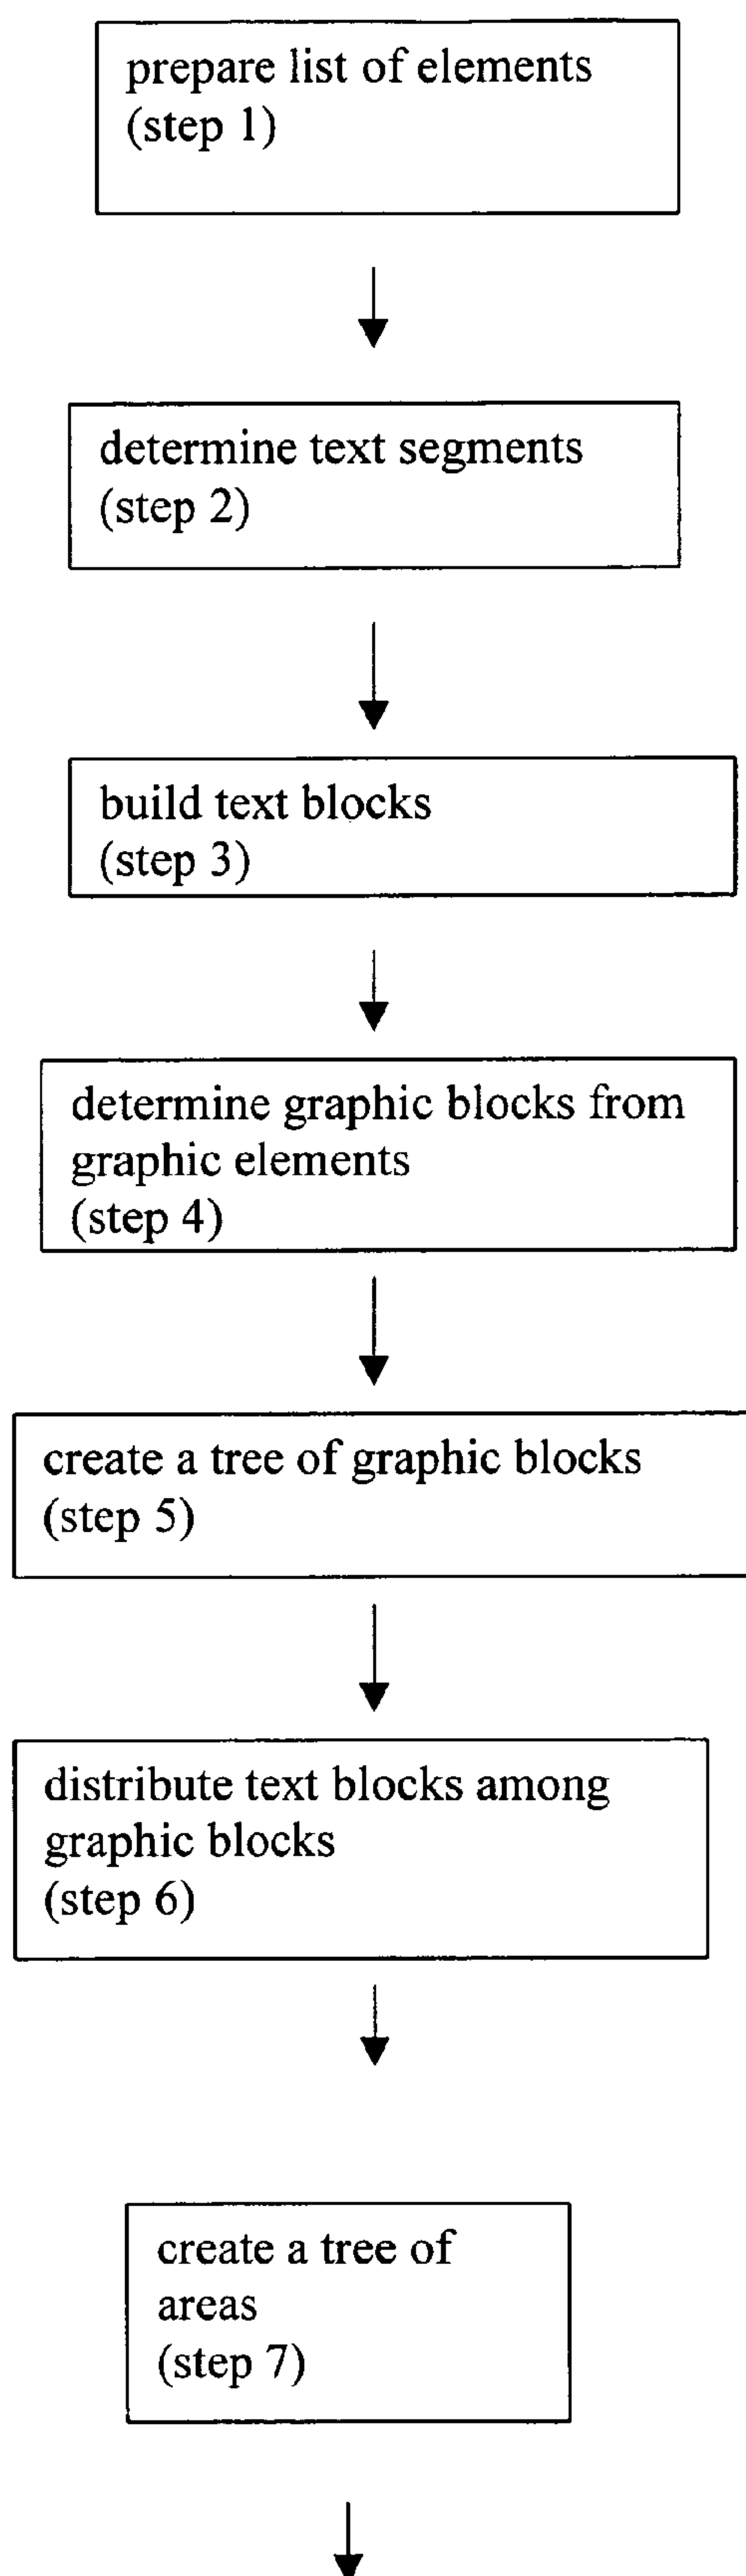 prepare list of elements
(step 1)
determine text segments
(step 2)
build text blocks
(step 3)
determine graphic blocks from
graphic elements
(step 4)
create a tree of graphic blocks
(step 5)
distribute text blocks among
graphic blocks
(step 6)
create a tree of
areas
(step 7)